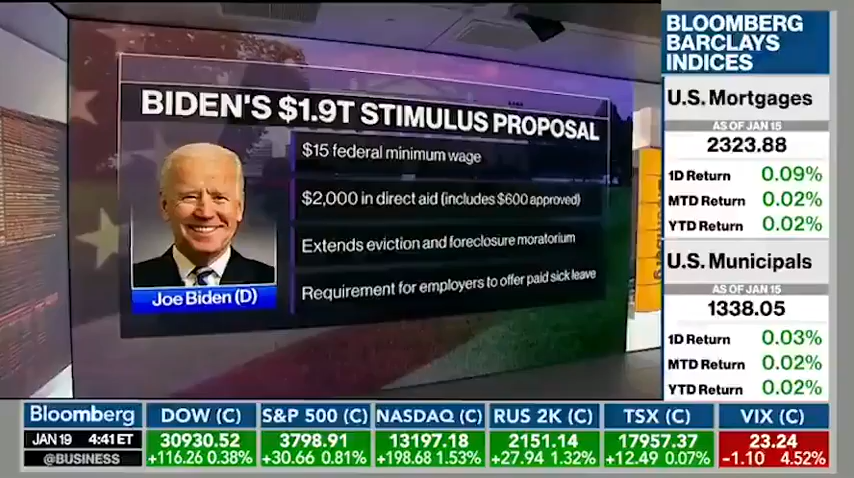 BIDEN'S $1.9T STIMULUS PROPOSAL
$15 federal minimum wage
$2,000 in direct aid (includes $600 approved)
Extends eviction and foreclosure moratorium
Requirement for employers to offer paid sick leave
Joe Biden (D)
BLOOMBERG
BARCLAYS
INDICES
U.S. Mortgages
AS OF JAN 15
2323.88
1D Return 0.09%
MTD Return 0.02%
YTD Return 0.02%
U.S. Municipals
AS OF JAN 15
1338.05
1D Return 0.03%
MTD Return 0.02%
YTD Return 0.02%
Bloomberg DOW (C) S&P 500 (C) NASDAQ (C) RUS 2K (C) TSX (C) VIX (C)
JAN 19 4:41 ET 30930.52 3798.91 13197.18 2151.14 17957.37 23.24
@BUSINESS +116.26 0.38% +30.66 0.81% +198.68 1.53% +27.94 1.32% +12.49 0.07% -1.10 4.52%